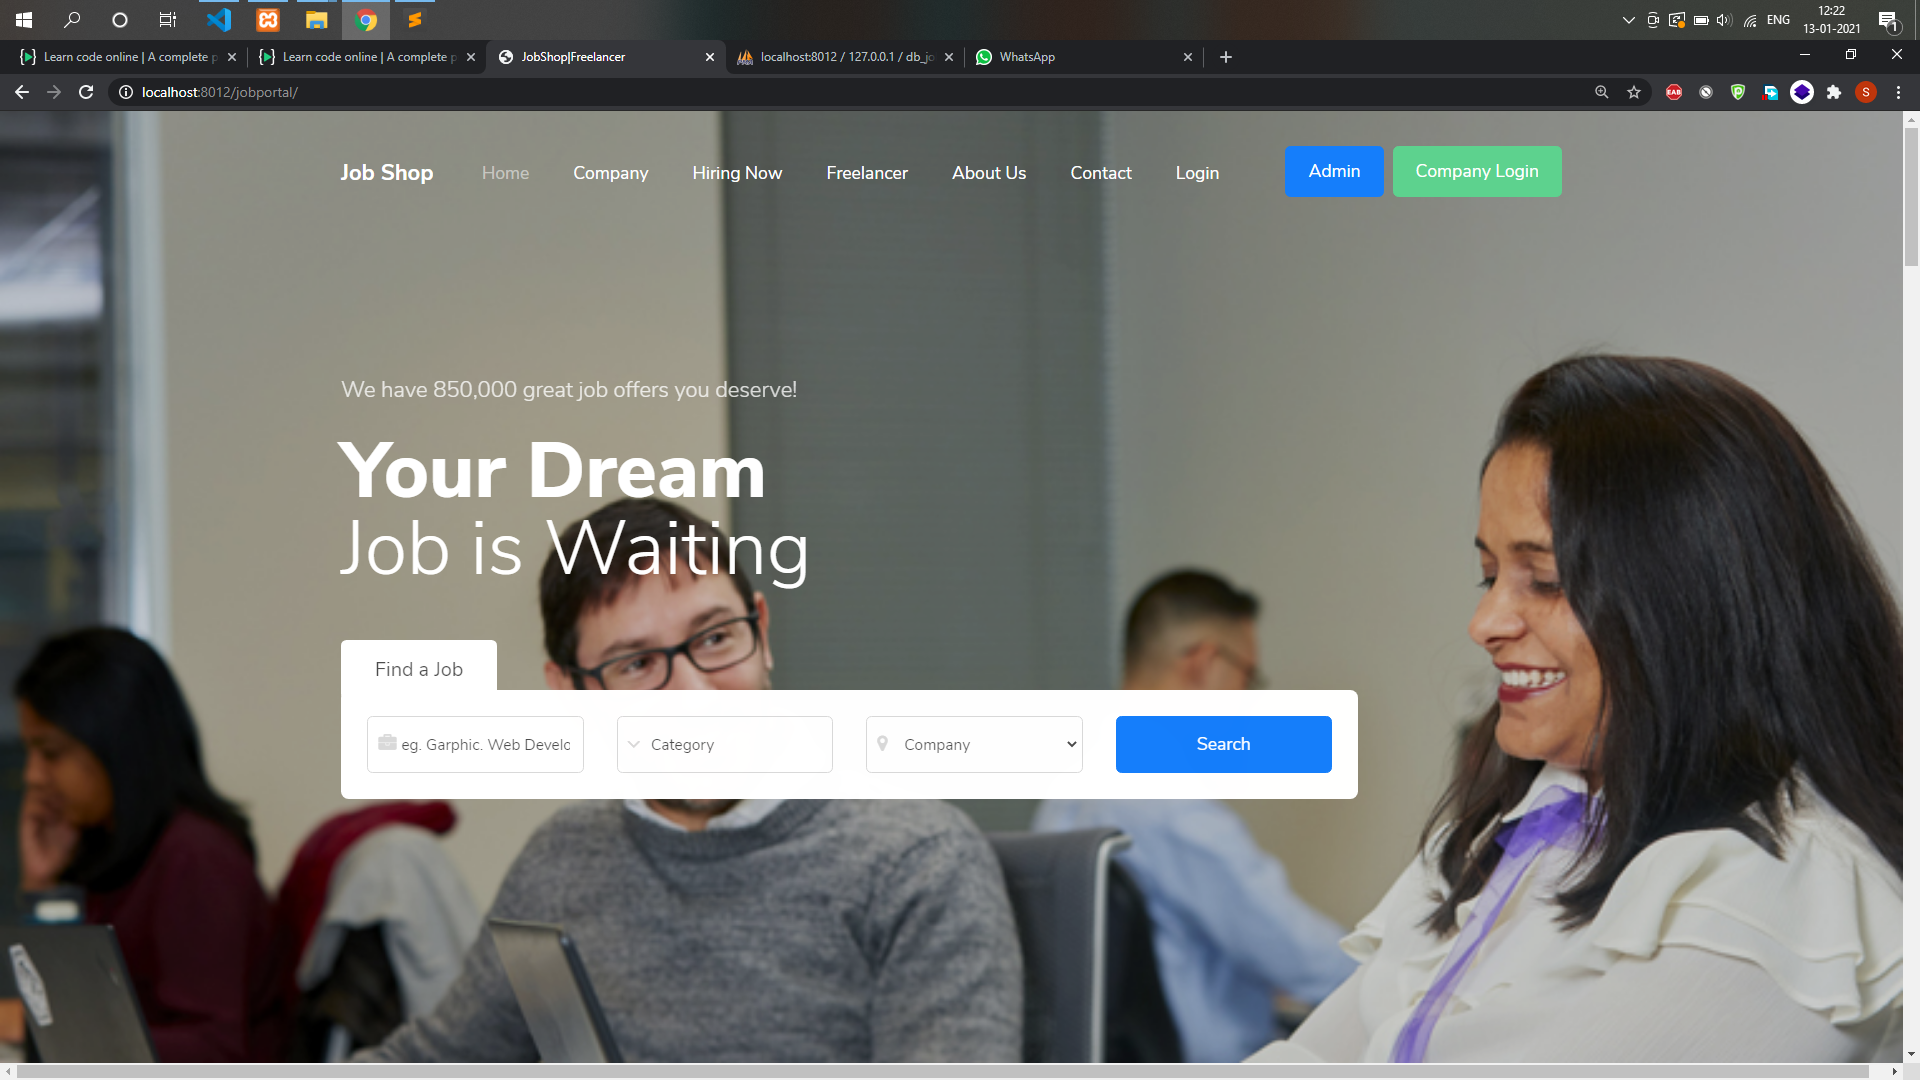 ENG
12:22
13-01-2021
1
Learn code online | A complete p
Learn code online | A complete p
JobShop|Freelancer
localhost:8012 / 127.0.0.1 / db_jo
WhatsApp
localhost:8012/jobportal/
EAB
S
Job Shop
Home
Company
Hiring Now
Freelancer
About Us
Contact
Login
Admin
Company Login
We have 850,000 great job offers you deserve!
Your Dream
Job is Waiting
Find a Job
eg. Garphic. Web Develo
Category
Company
Search